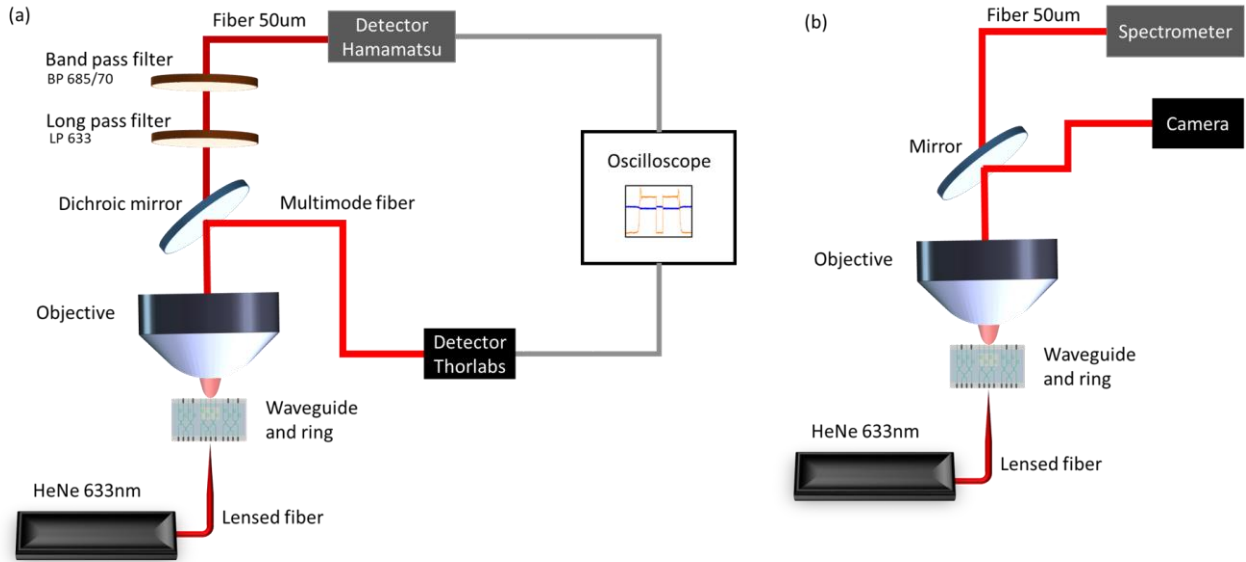 (a)
Fiber 50um
Detector
Hamamatsu
Band pass filter
BP 685/70
Long pass filter
LP 633
Oscilloscope
Dichroic mirror
Multimode fiber
Objective
Detector
Thorlabs
Waveguide
and ring
HeNe 633nm
Lensed fiber
(b)
Fiber 50um
Spectrometer
Camera
Mirror
Objective
Waveguide
and ring
HeNe 633nm
Lensed fiber